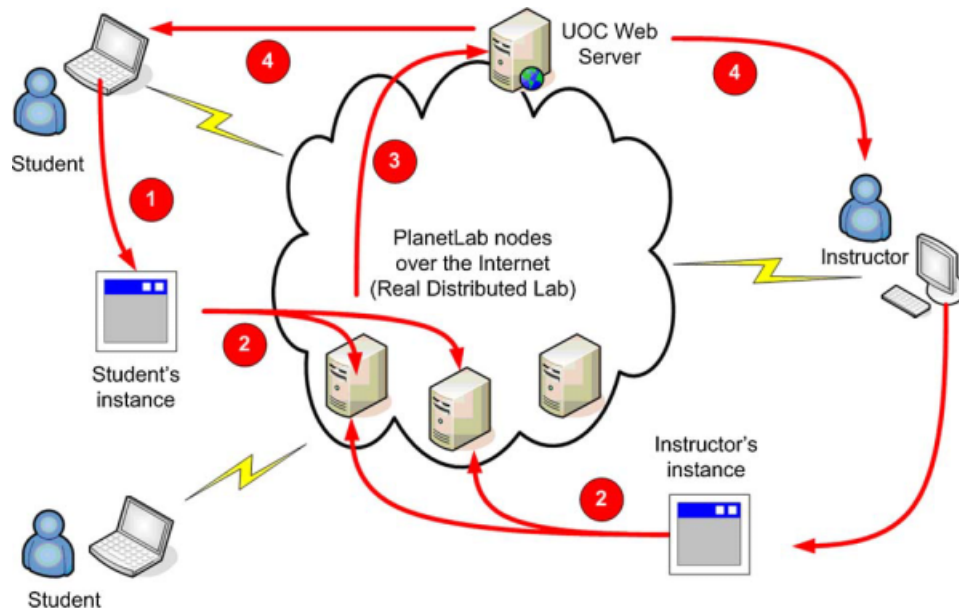 UOC Web
Server
4
4
3
Student
1
PlanetLab nodes
over the Internet
(Real Distributed Lab)
Instructor
2
Student's
instance
Instructor's
instance
2
Student